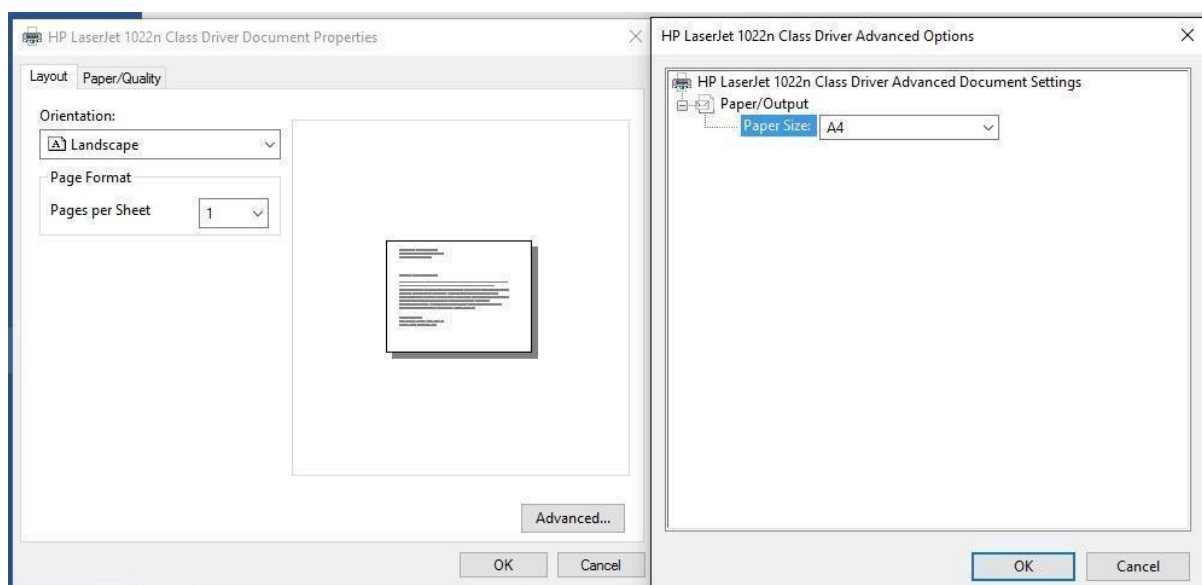 HP LaserJet 1022n Class Driver Document Properties
Layout Paper/Quality
Orientation:
Landscape
Page Format
Pages per Sheet 1
Advanced...
OK Cancel
HP LaserJet 1022n Class Driver Advanced Options
HP LaserJet 1022n Class Driver Advanced Document Settings
Paper/Output
Paper Size: A4
OK Cancel